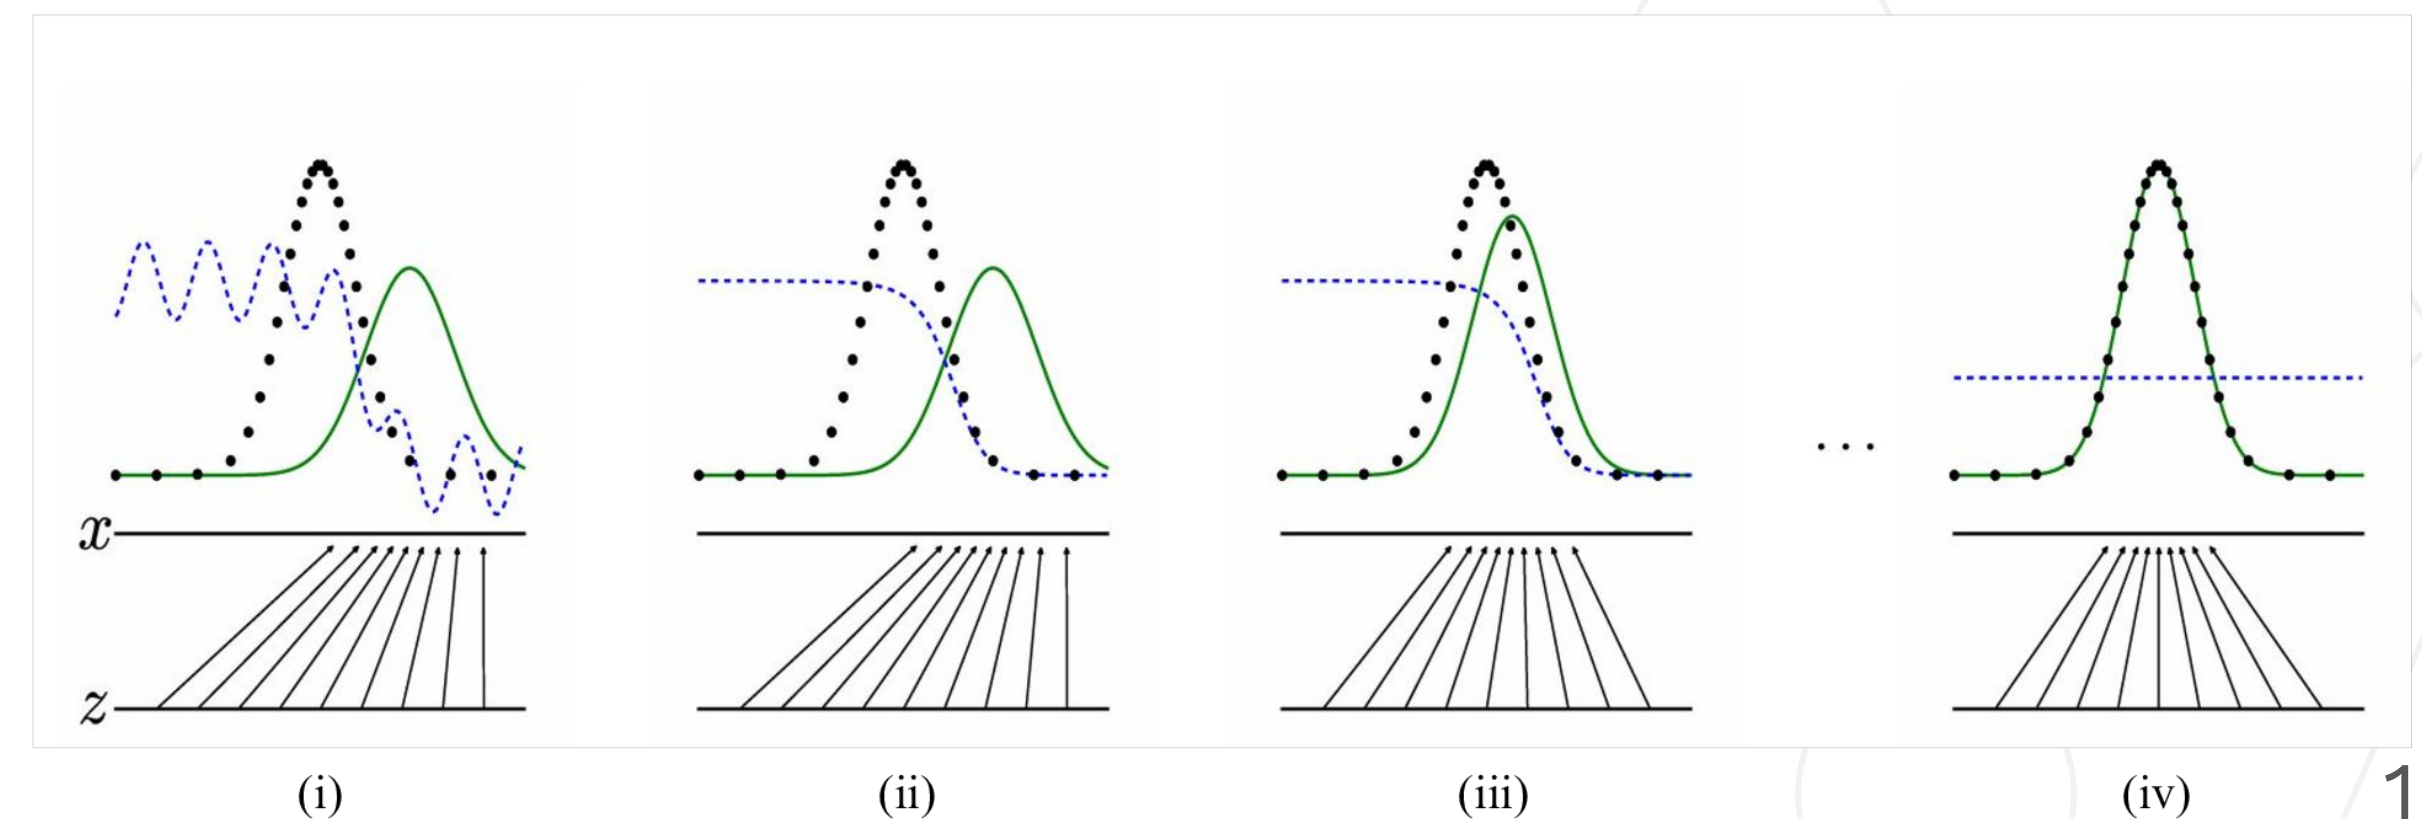 . . .
x
z
(i) (ii) (iii) (iv) 1